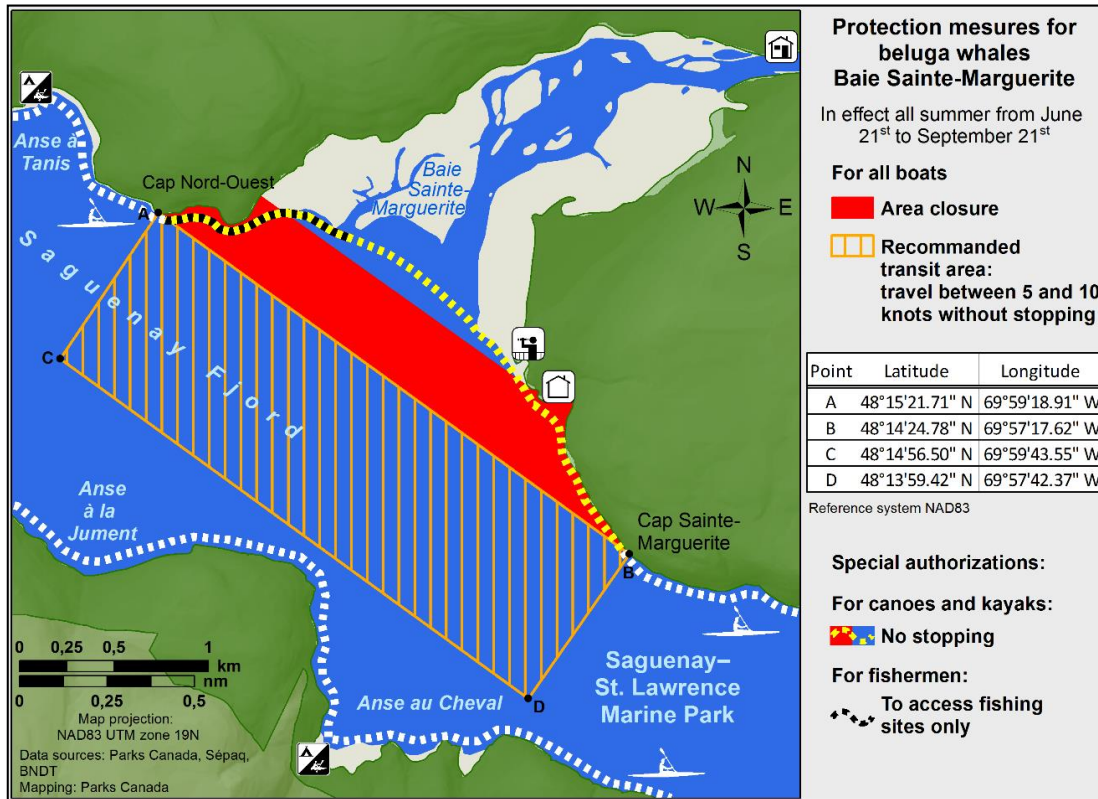 Anse à
Tanis
Cap Nord-Ouest
A
Baie
Sainte-
Marguerite
N
W E
S
Saguenay Fjord
C
Anse
à la
Jument
Cap Sainte-
Marguerite
B
Saguenay–
St. Lawrence
Marine Park
Anse au Cheval
D
0 0,25 0,5 1
km
nm
0 0,25 0,5
Map projection:
NAD83 UTM zone 19N
Data sources: Parks Canada, Sépaq,
BNDT
Mapping: Parks Canada
Protection mesures for
beluga whales
Baie Sainte-Marguerite
In effect all summer from June
21st to September 21st
For all boats
Area closure
Recommanded
transit area:
travel between 5 and 10
knots without stopping
Point Latitude Longitude
A 48°15'21.71" N 69°59'18.91" W
B 48°14'24.78" N 69°57'17.62" W
C 48°14'56.50" N 69°59'43.55" W
D 48°13'59.42" N 69°57'42.37" W
Reference system NAD83
Special authorizations:
For canoes and kayaks:
No stopping
For fishermen:
To access fishing
sites only